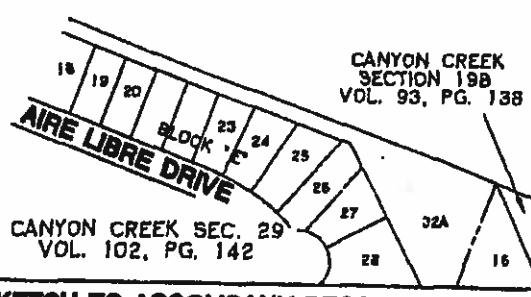 CANYON CREEK
SECTION 19B
VOL. 93, PG. 138
18
19
20
BLOCK "E"
23
24
25
26
27
28
32A
16
AIRE LIBRE DRIVE
CANYON CREEK SEC. 29
VOL. 102, PG. 142